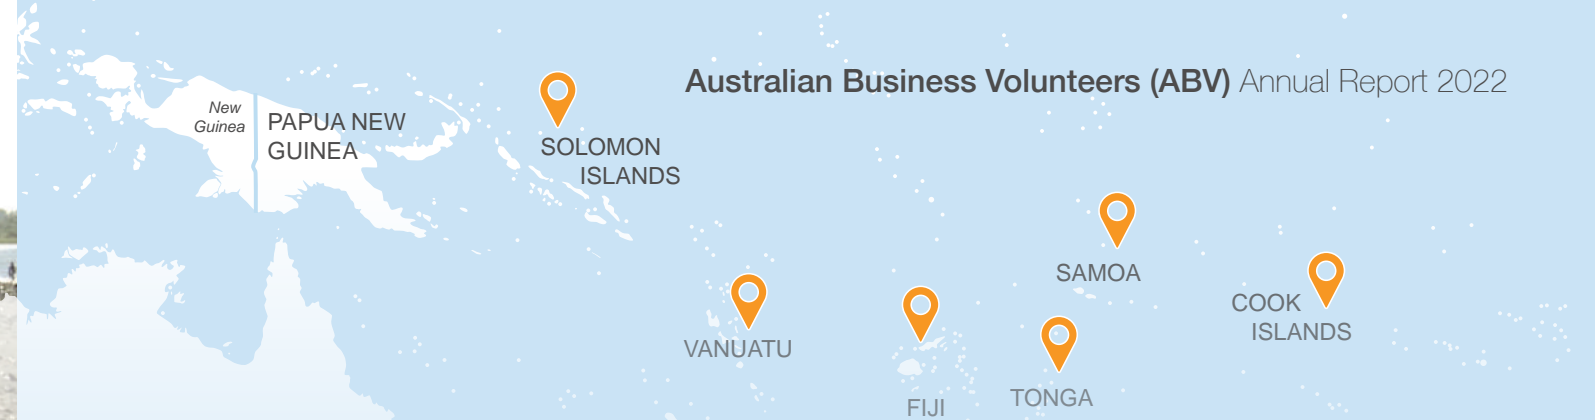 Australian Business Volunteers (ABV) Annual Report 2022
New
Guinea
PAPUA NEW
GUINEA
SOLOMON
ISLANDS
SAMOA
COOK
ISLANDS
VANUATU
TONGA
FIJI